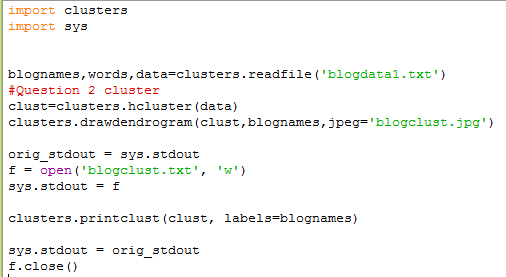 import clusters
import sys
blognames,words,data=clusters.readfile('blogdata1.txt')
#Question 2 cluster
clust=clusters.hcluster(data)
clusters.drawdendrogram(clust,blognames,jpeg='blogclust.jpg')
orig_stdout = sys.stdout
f = open('blogclust.txt', 'w')
sys.stdout = f
clusters.printclust(clust, labels=blognames)
sys.stdout = orig_stdout
f.close()